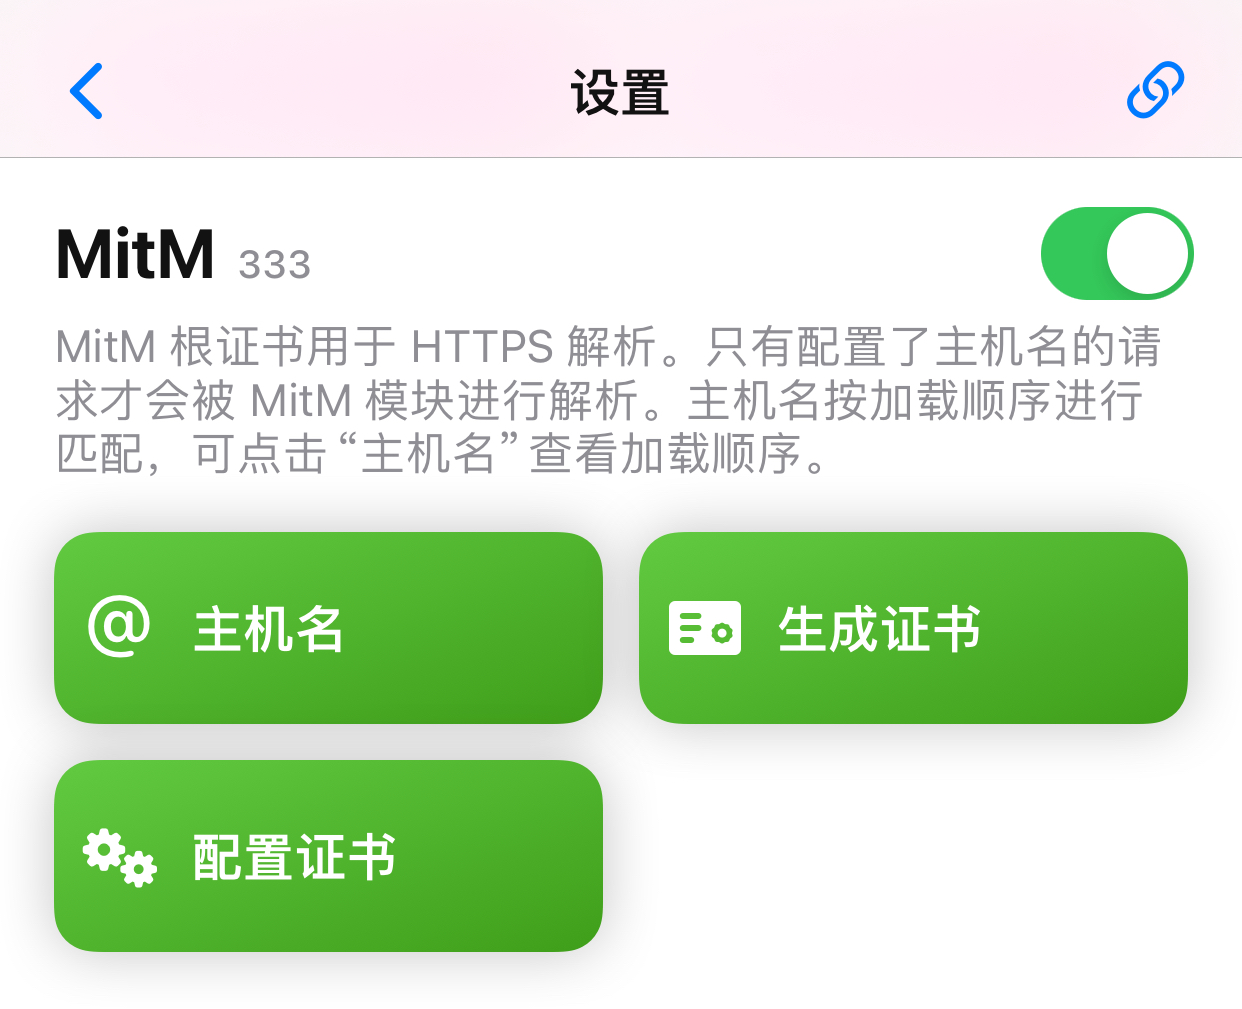 设置
MitM 333
MitM 根证书用于 HTTPS 解析。只有配置了主机名的请
求才会被 MitM 模块进行解析。主机名按加载顺序进行
匹配，可点击“主机名”查看加载顺序。
@ 主机名
生成证书
配置证书